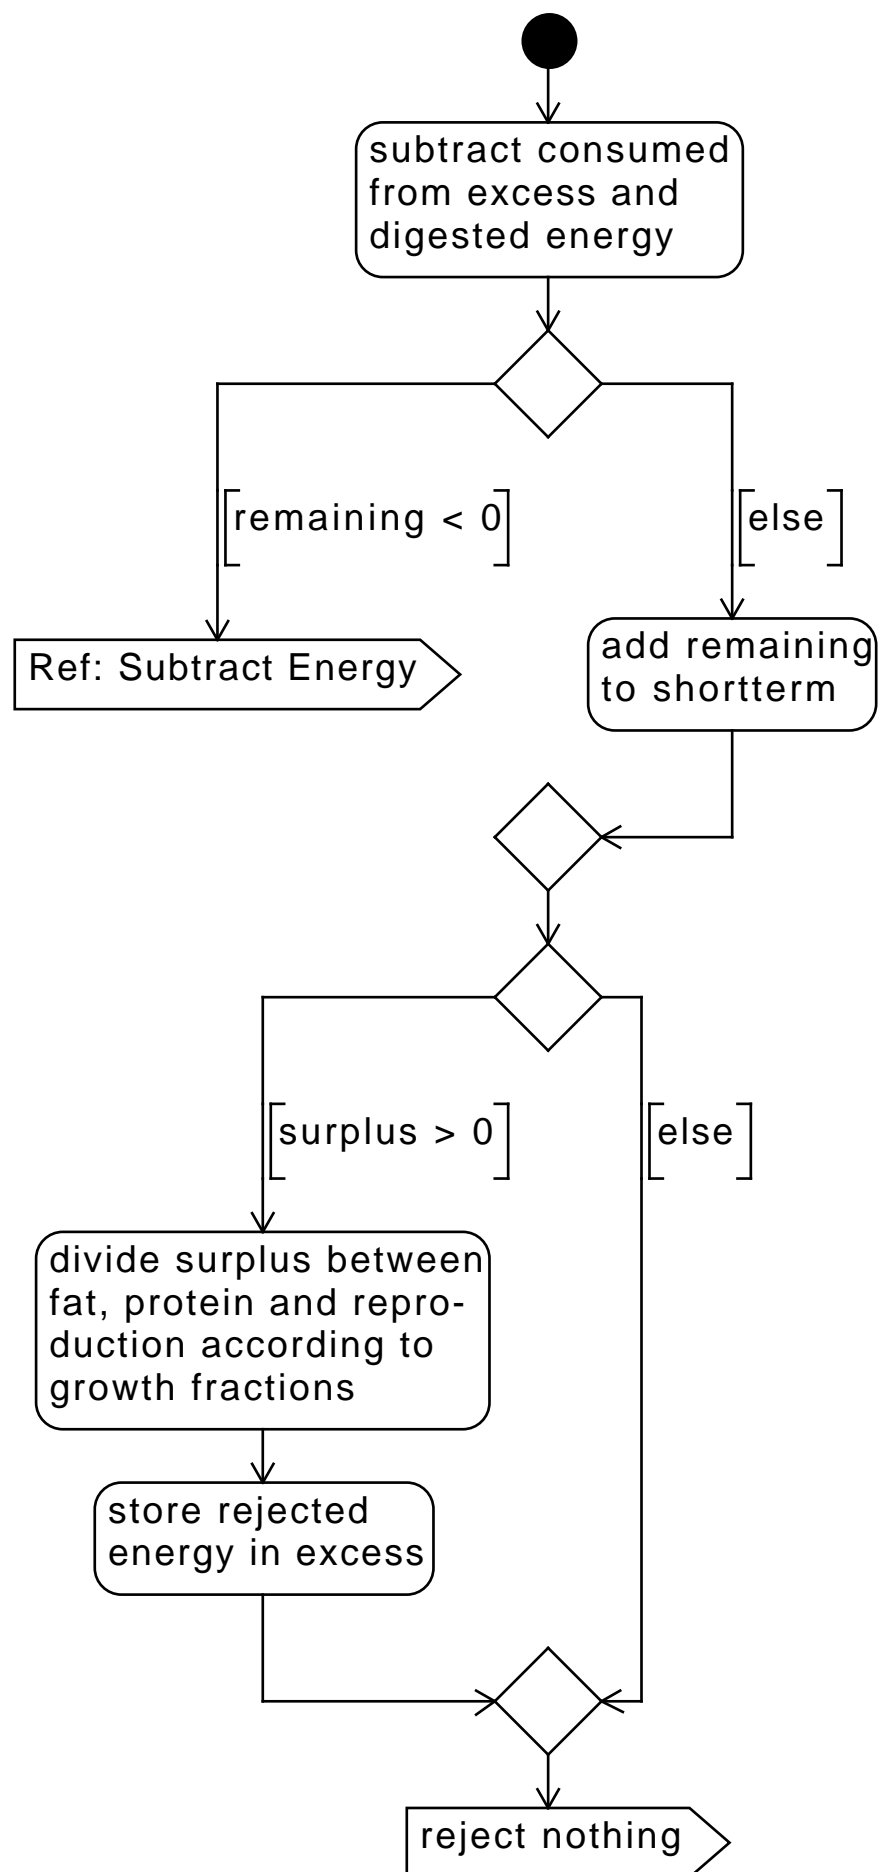 subtract consumed
from excess and
digested energy
[remaining < 0]
[else]
Ref: Subtract Energy
add remaining
to shortterm
[surplus > 0]
[else]
divide surplus between
fat, protein and repro-
duction according to
growth fractions
store rejected
energy in excess
reject nothing